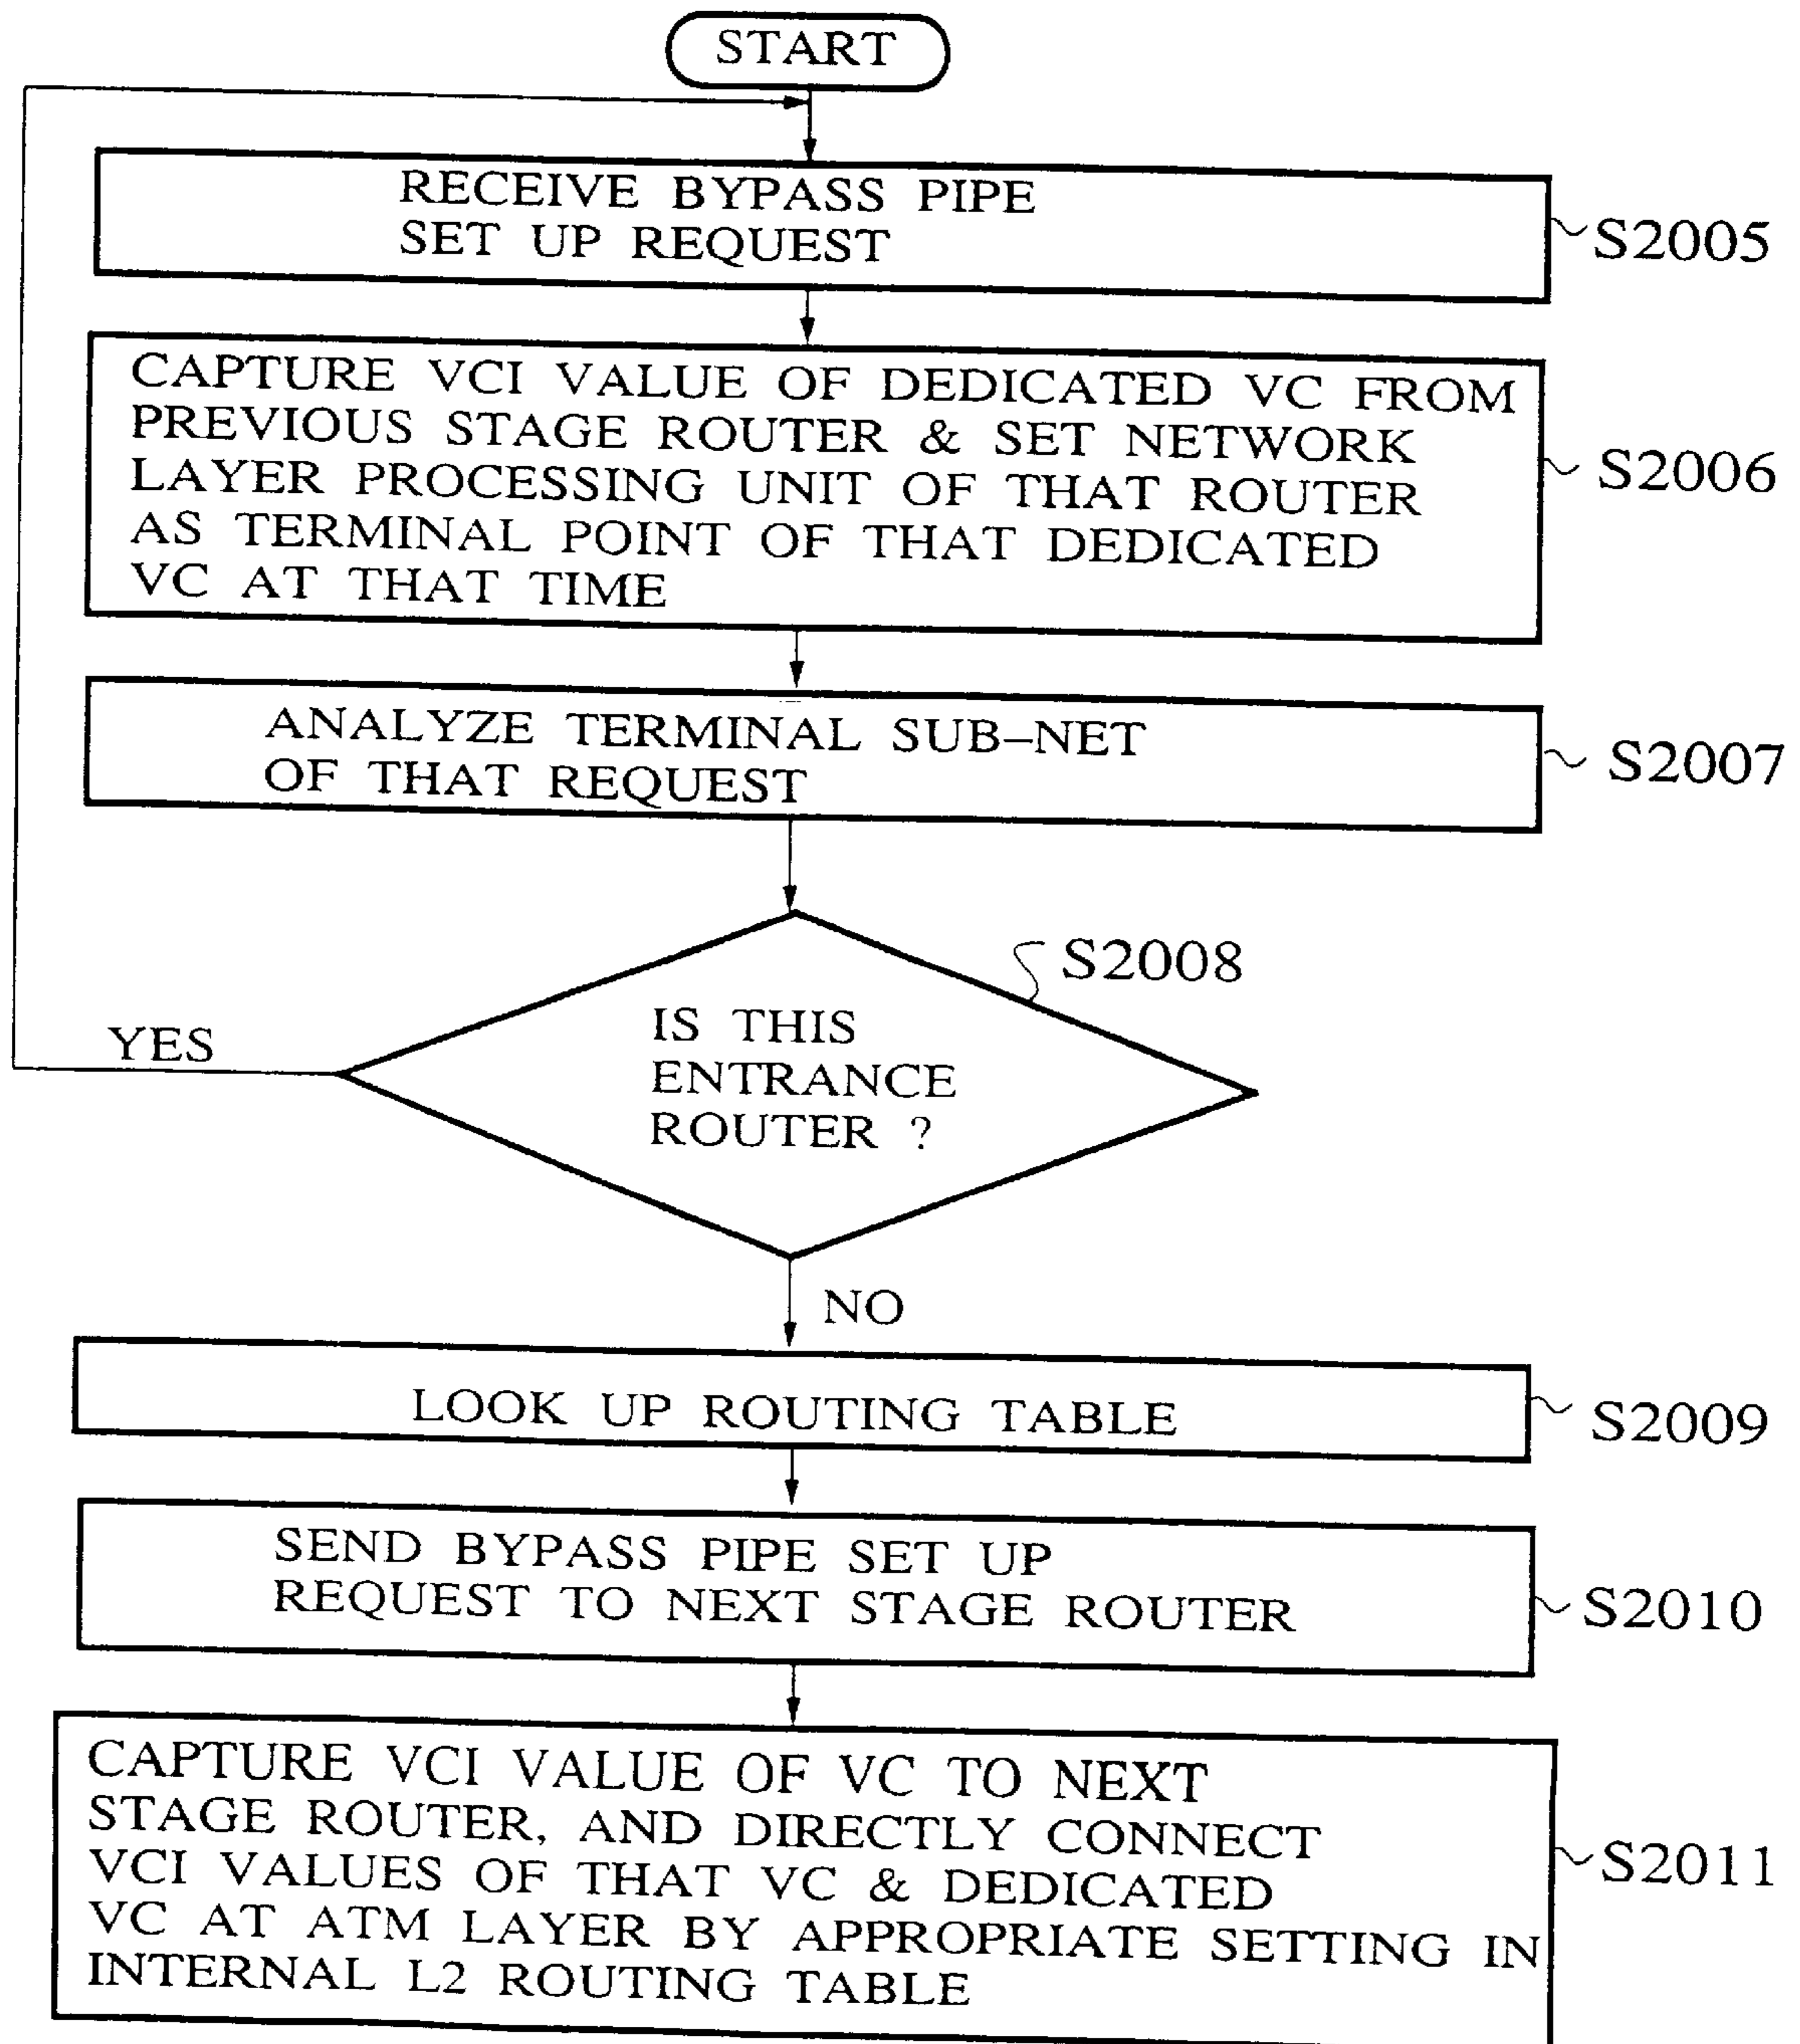 START
RECEIVE BYPASS PIPE
SET UP REQUEST
S2005
CAPTURE VCI VALUE OF DEDICATED VC FROM
PREVIOUS STAGE ROUTER & SET NETWORK
LAYER PROCESSING UNIT OF THAT ROUTER
AS TERMINAL POINT OF THAT DEDICATED
VC AT THAT TIME
S2006
ANALYZE TERMINAL SUB–NET
OF THAT REQUEST
S2007
S2008
IS THIS
ENTRANCE
ROUTER ?
YES
NO
LOOK UP ROUTING TABLE
S2009
SEND BYPASS PIPE SET UP
REQUEST TO NEXT STAGE ROUTER
S2010
CAPTURE VCI VALUE OF VC TO NEXT
STAGE ROUTER, AND DIRECTLY CONNECT
VCI VALUES OF THAT VC & DEDICATED
VC AT ATM LAYER BY APPROPRIATE SETTING IN
INTERNAL L2 ROUTING TABLE
S2011